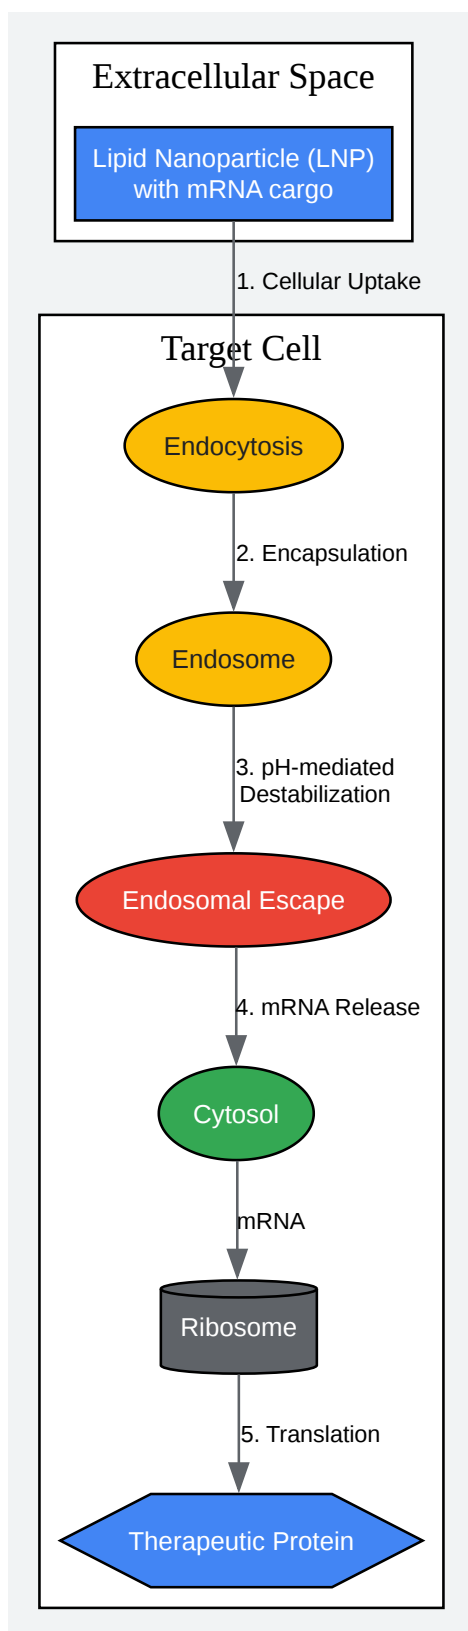 Extracellular Space
Lipid Nanoparticle (LNP)
with mRNA cargo
1. Cellular Uptake
Target Cell
Endocytosis
2. Encapsulation
Endosome
3. pH-mediated
Destabilization
Endosomal Escape
4. mRNA Release
Cytosol
mRNA
Ribosome
5. Translation
Therapeutic Protein